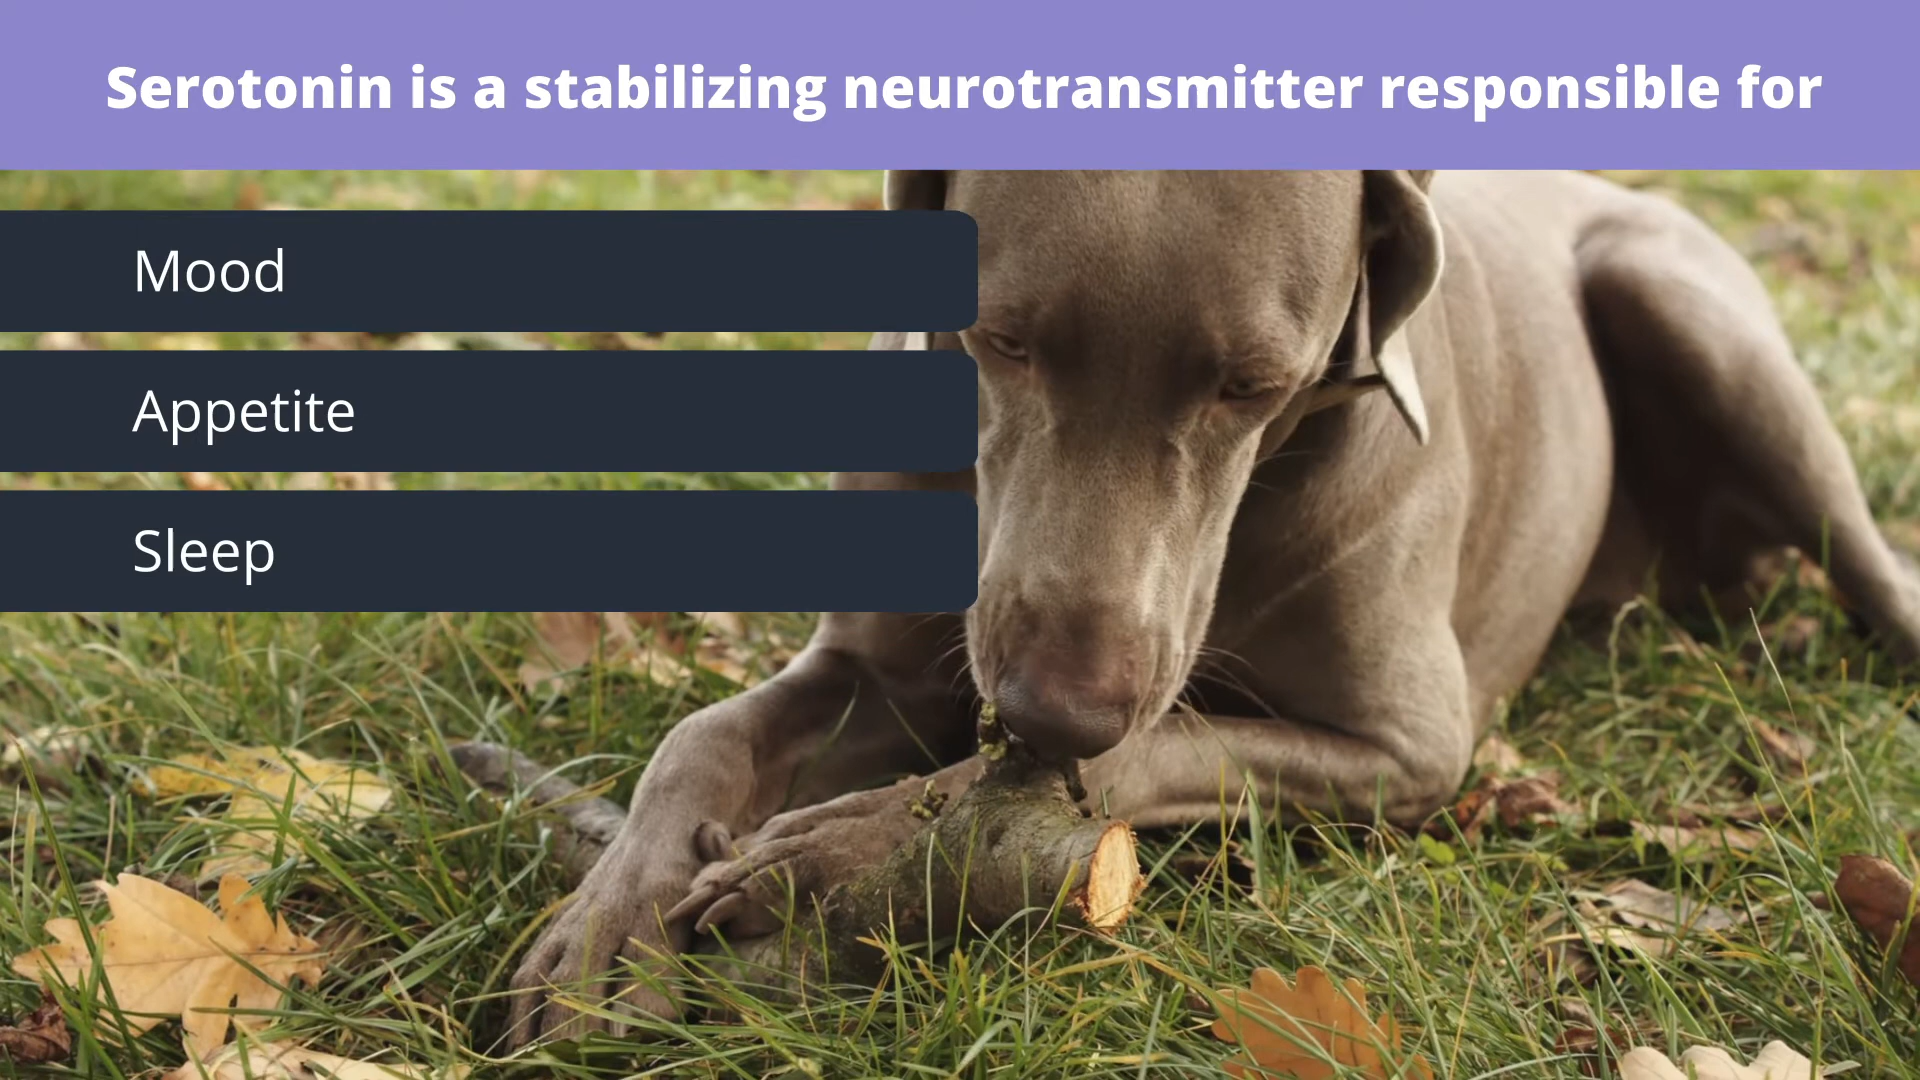 Serotonin is a stabilizing neurotransmitter responsible for
Mood
Appetite
Sleep